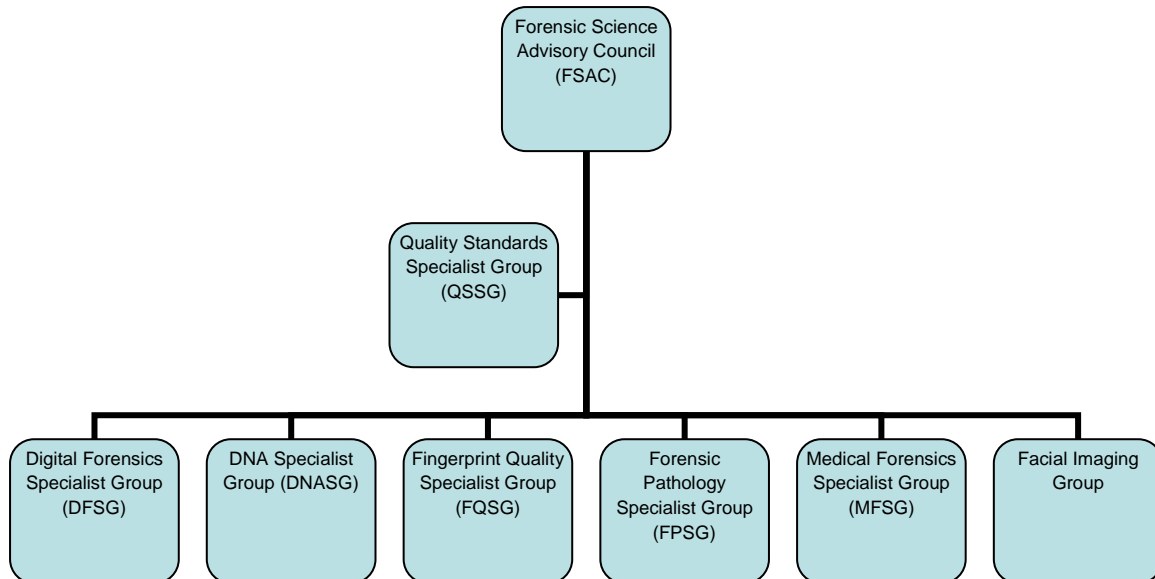 Forensic Science
Advisory Council
(FSAC)
Quality Standards
Specialist Group
(QSSG)
Digital Forensics
Specialist Group
(DFSG)
DNA Specialist
Group (DNASG)
Fingerprint Quality
Specialist Group
(FQSG)
Forensic
Pathology
Specialist Group
(FPSG)
Medical Forensics
Specialist Group
(MFSG)
Facial Imaging
Group